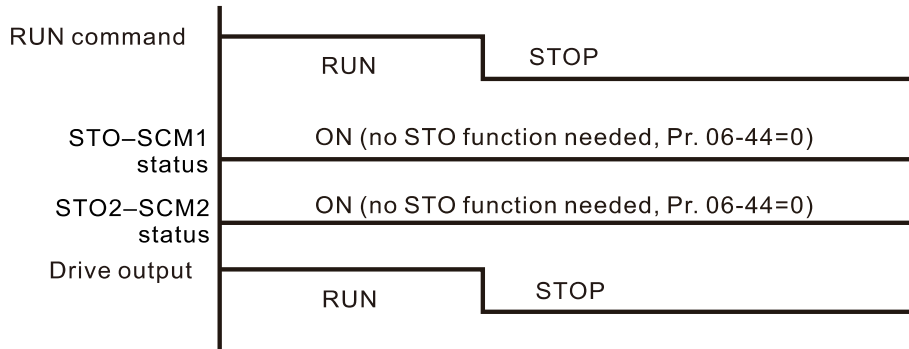 RUN command
RUN
STOP
STO–SCM1
status
ON (no STO function needed, Pr. 06-44=0)
STO2–SCM2
status
ON (no STO function needed, Pr. 06-44=0)
Drive output
RUN
STOP